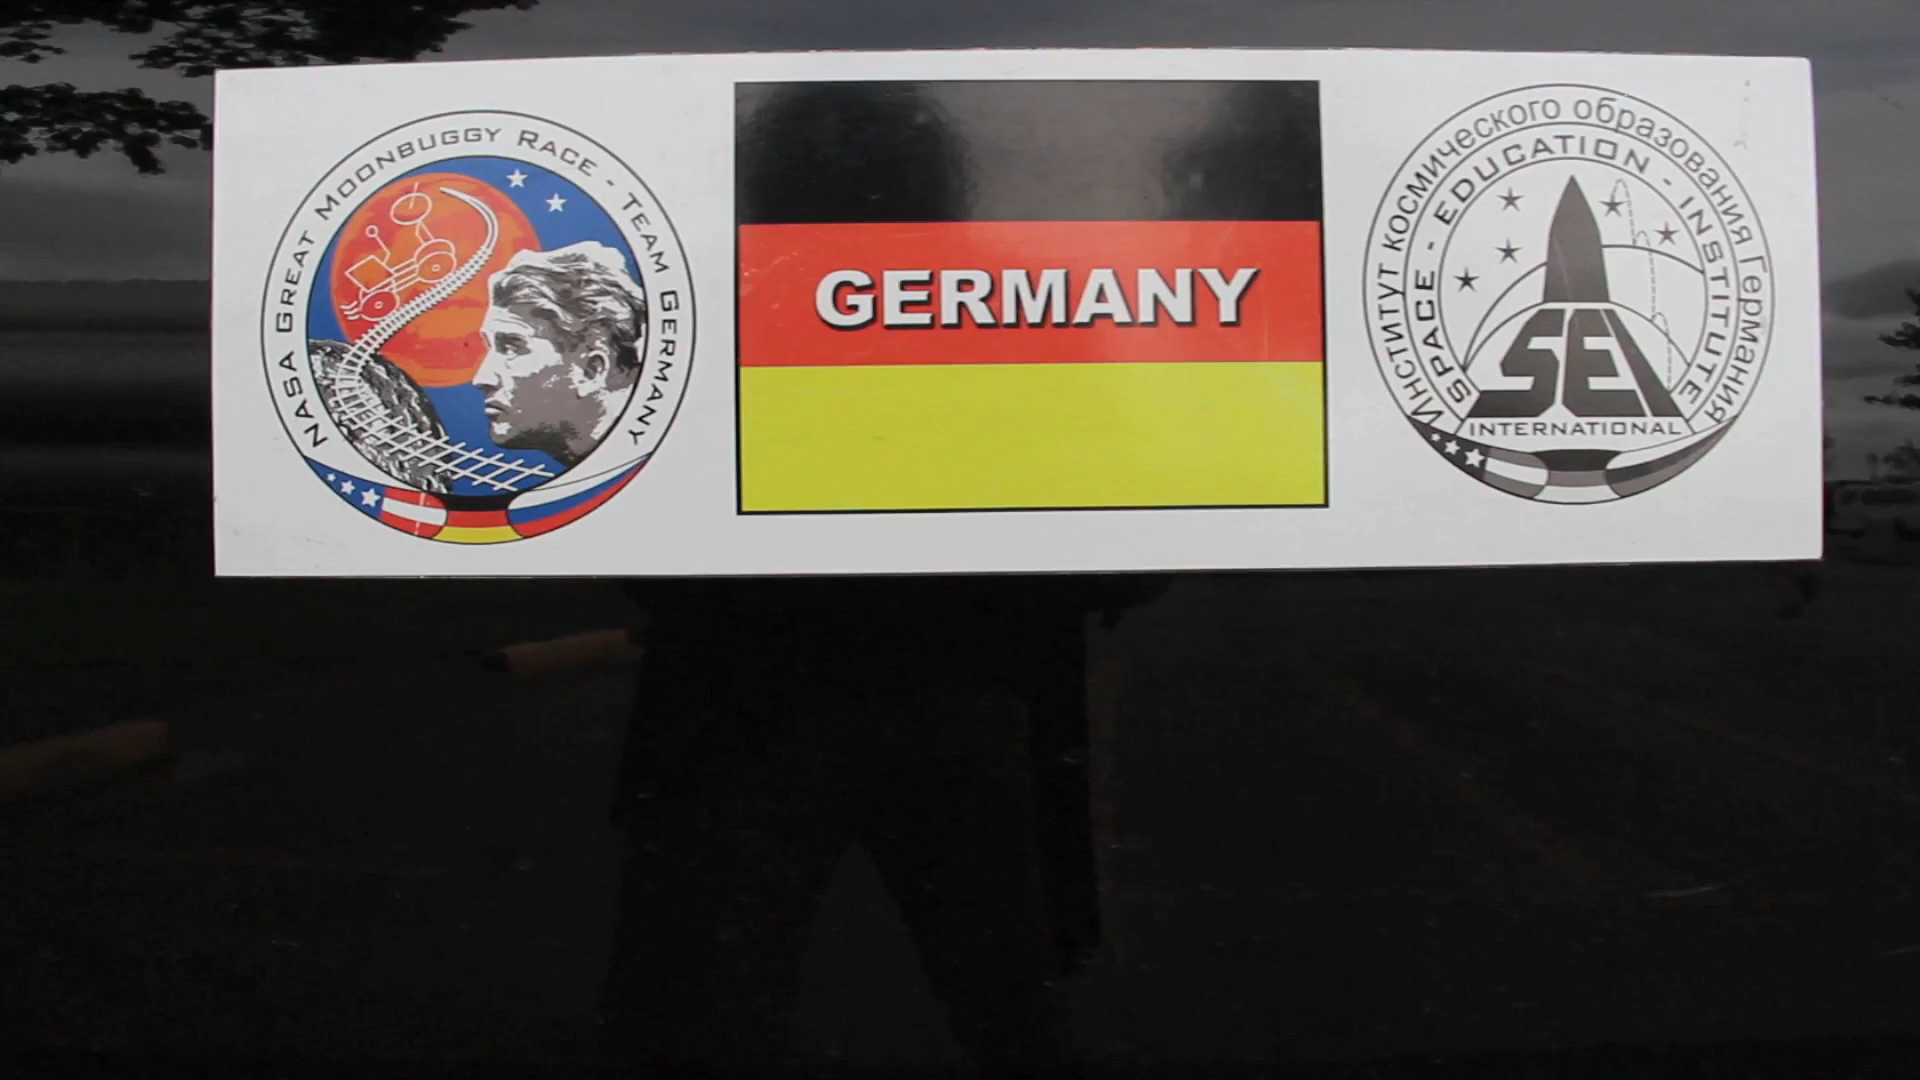 NASA GREAT MOONBUGGY RACE - TEAM GERMANY
GERMANY
Институт космического образования Германия
SPACE - EDUCATION - INSTITUTE
SEI
INTERNATIONAL